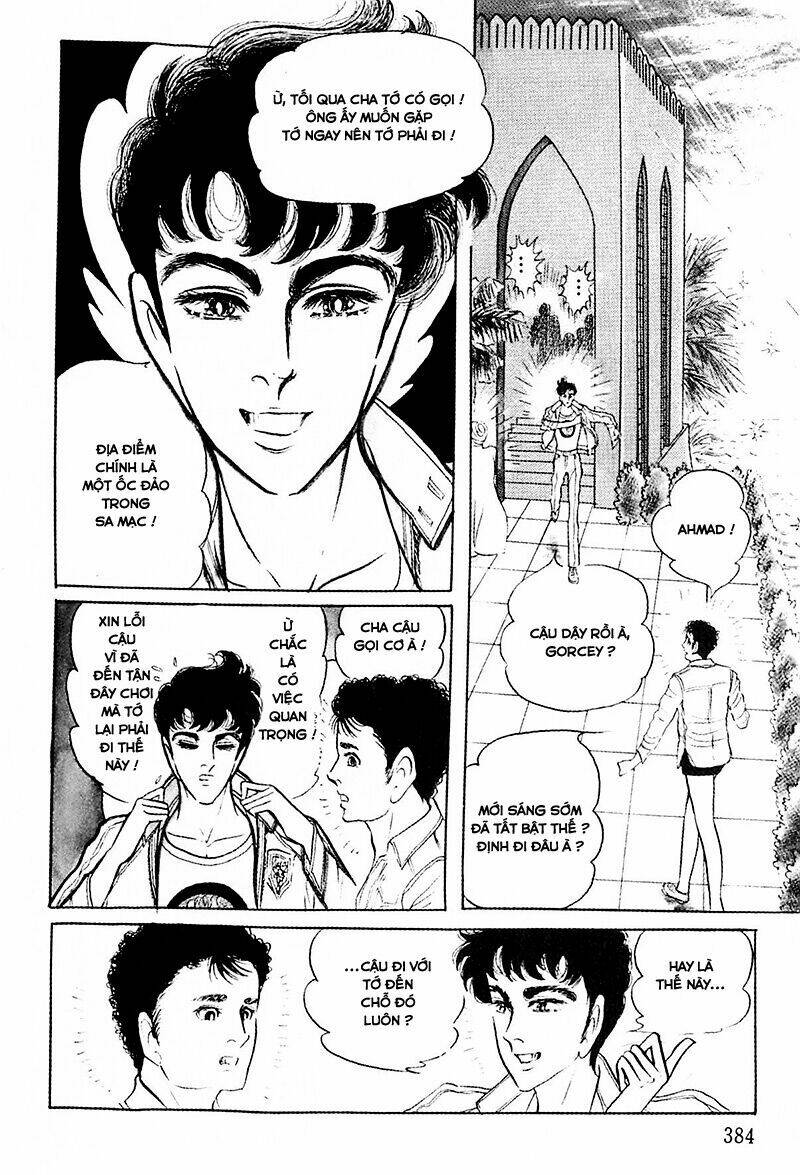 ...
...
AHMAD !
CẬU DẬY RỒI À,
GORCEY ?
MỚI SÁNG SỚM
ĐÃ TẤT BẬT THẾ ?
ĐỊNH ĐI ĐÂU À ?
Ừ, TỐI QUA CHA TỚ CÓ GỌI !
ÔNG ẤY MUỐN GẶP
TỚ NGAY NÊN TỚ PHẢI ĐI !
ĐỊA ĐIỂM
CHÍNH LÀ
MỘT ỐC ĐẢO
TRONG
SA MẠC !
CHA CẬU
GỌI CƠ À !
Ừ
CHẮC
LÀ
CÓ
VIỆC
QUAN
TRỌNG !
XIN LỖI
CẬU
VÌ ĐÃ
ĐẾN TẬN
ĐÂY CHƠI
MÀ TỚ
LẠI PHẢI
ĐI THẾ
NÀY !
HAY LÀ
THẾ NÀY...
...CẬU ĐI VỚI
TỚ ĐẾN
CHỖ ĐÓ
LUÔN ?
384